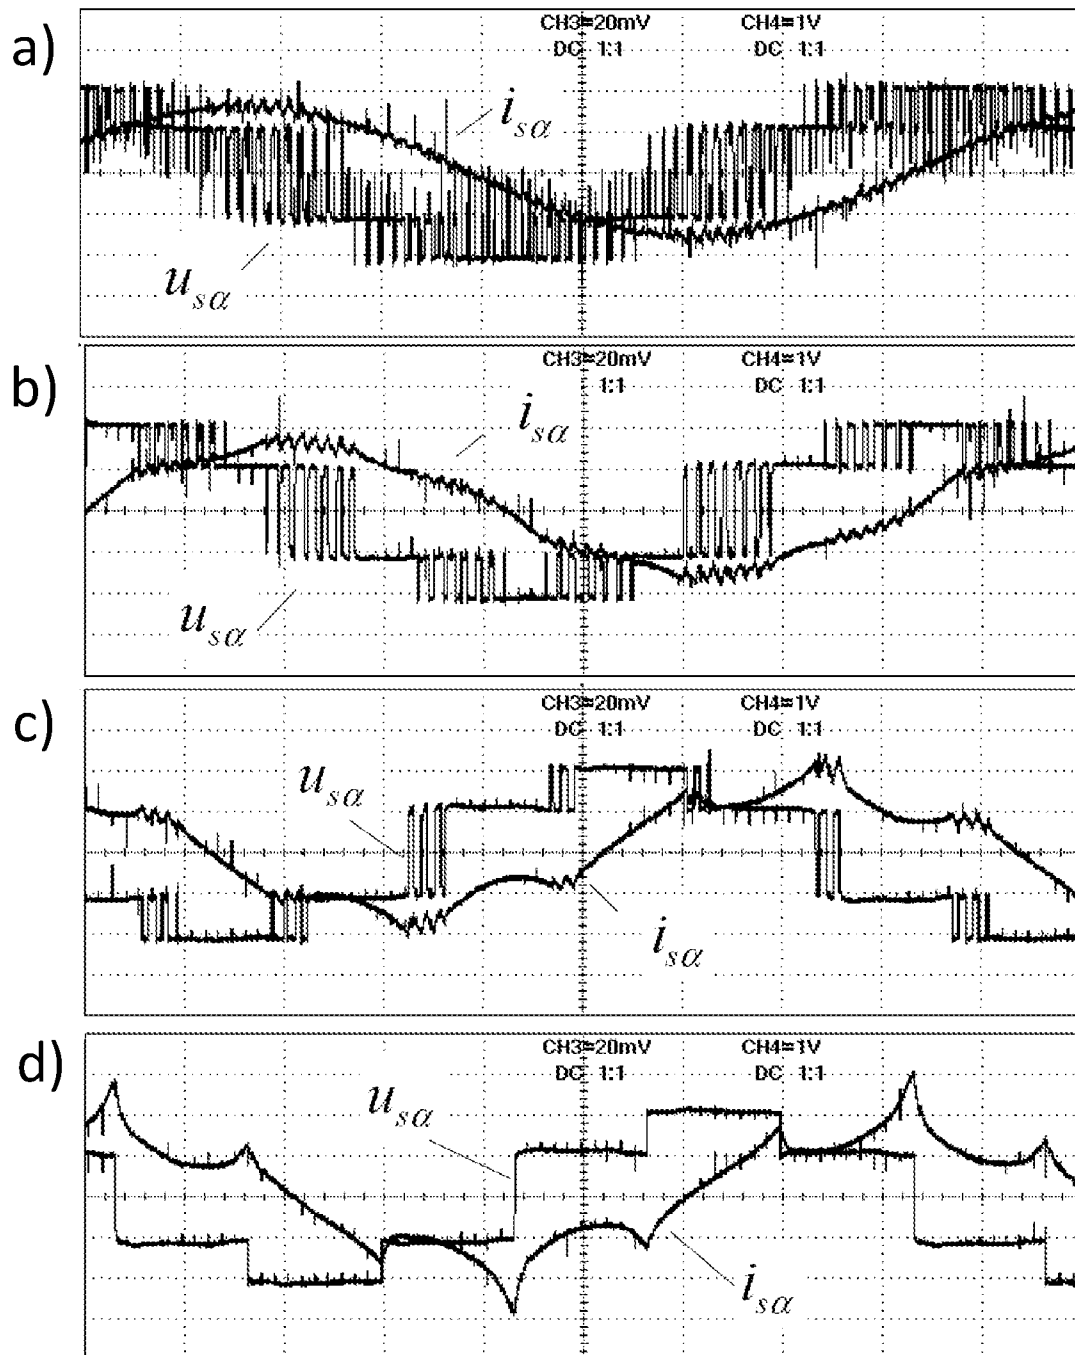 a)
CH3=20mV CH4=1V
DC 1:1 DC 1:1
isα
usα
b)
CH3=20mV CH4=1V
1:1 DC 1:1
isα
usα
c)
CH3=20mV CH4=1V
DC 1:1 DC 1:1
usα
isα
d)
CH3=20mV CH4=1V
DC 1:1 DC 1:1
usα
isα